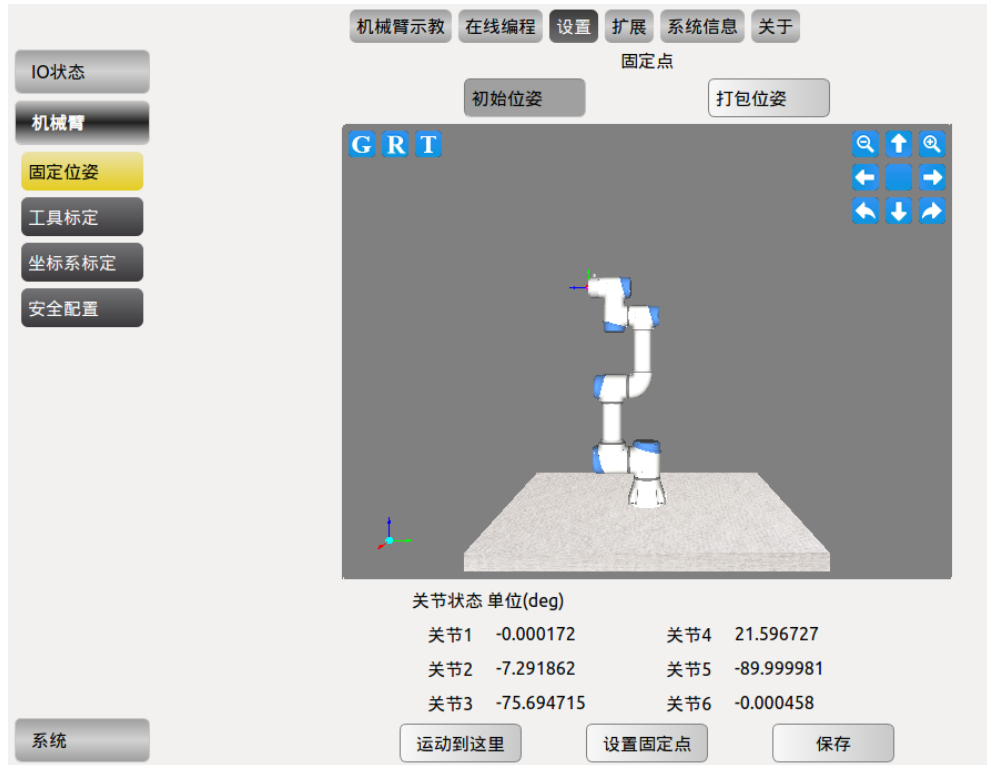 机械臂示教 在线编程 设置 扩展 系统信息 关于
固定点
IO状态
初始位姿 打包位姿
机械臂
G R T
固定位姿
工具标定
坐标系标定
安全配置
关节状态 单位(deg)
关节1 -0.000172 关节4 21.596727
关节2 -7.291862 关节5 -89.999981
关节3 -75.694715 关节6 -0.000458
系统 运动到这里 设置固定点 保存